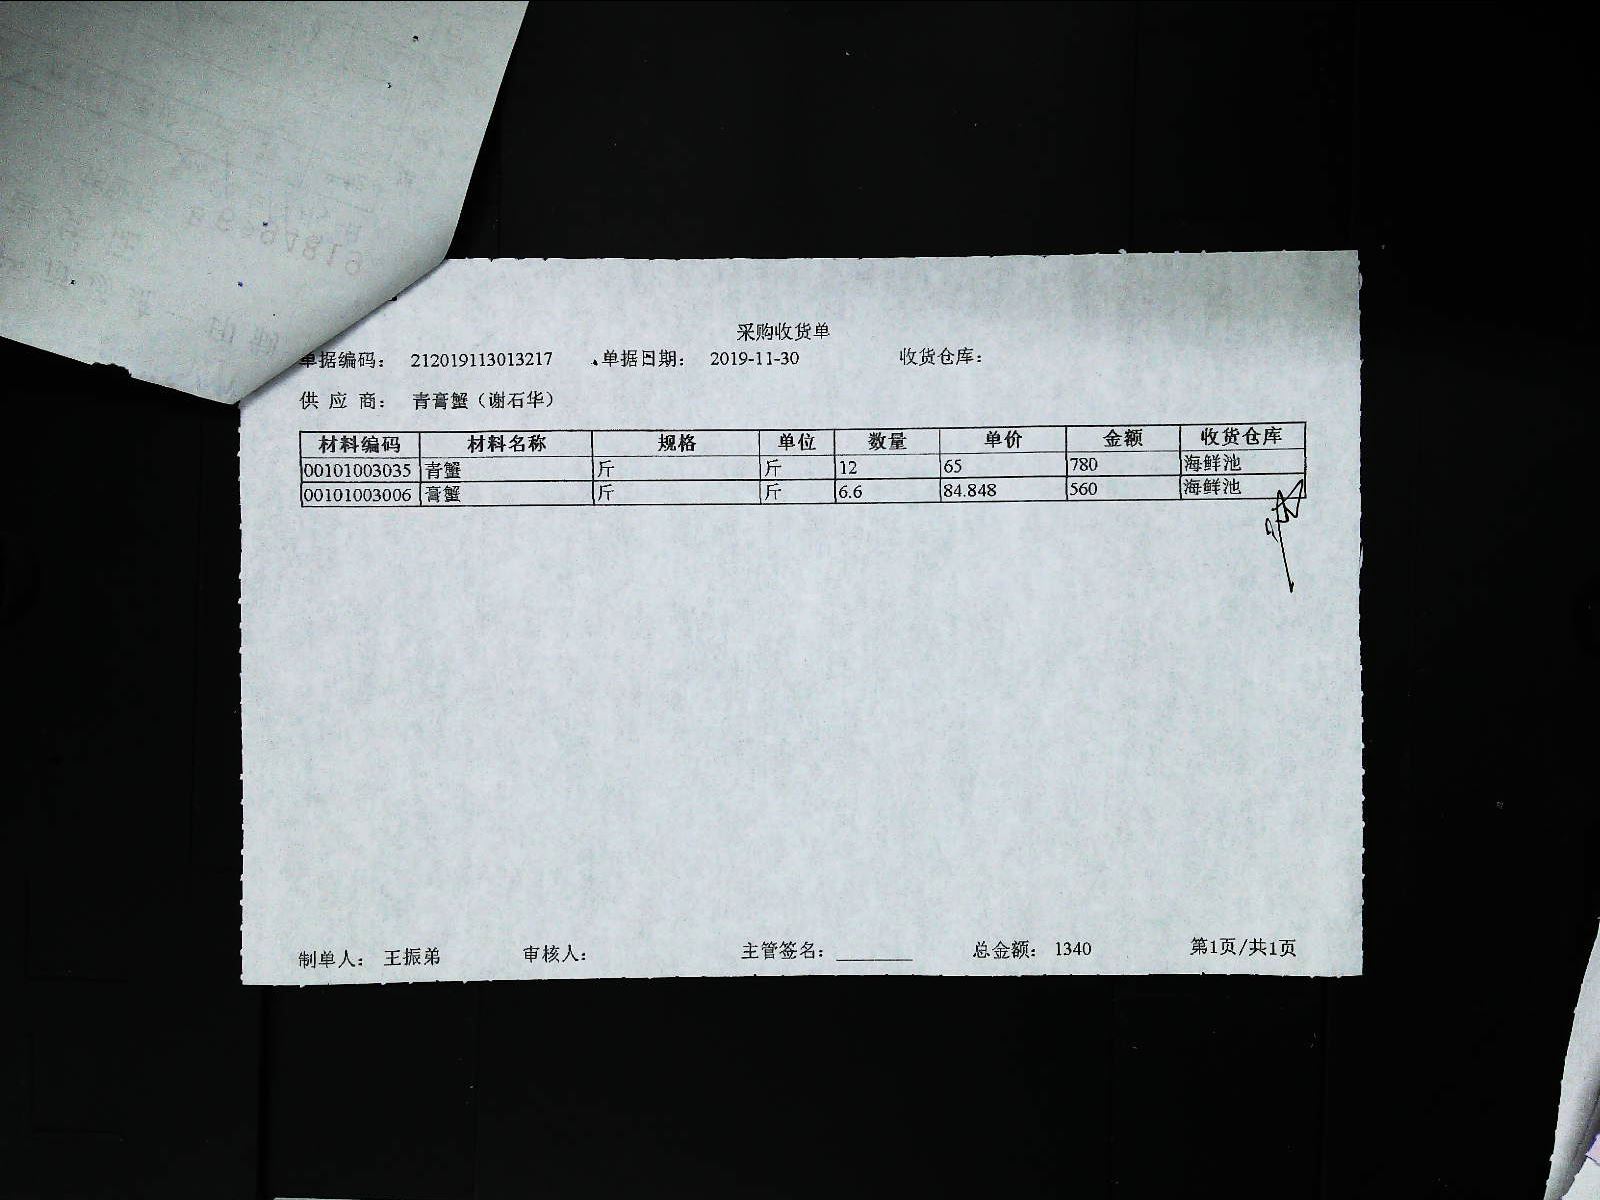 采购收货单
单据编码： 212019113013217 单据日期： 2019-11-30 收货仓库：
供 应 商： 青膏蟹（谢石华）
材料编码 材料名称 规格 单位 数量 单价 金额 收货仓库
00101003035 青蟹 斤 斤 12 65 780 海鲜池
00101003006 膏蟹 斤 斤 6.6 84.848 560 海鲜池
制单人： 王振弟 审核人： 主管签名： 总金额： 1340 第1页/共1页